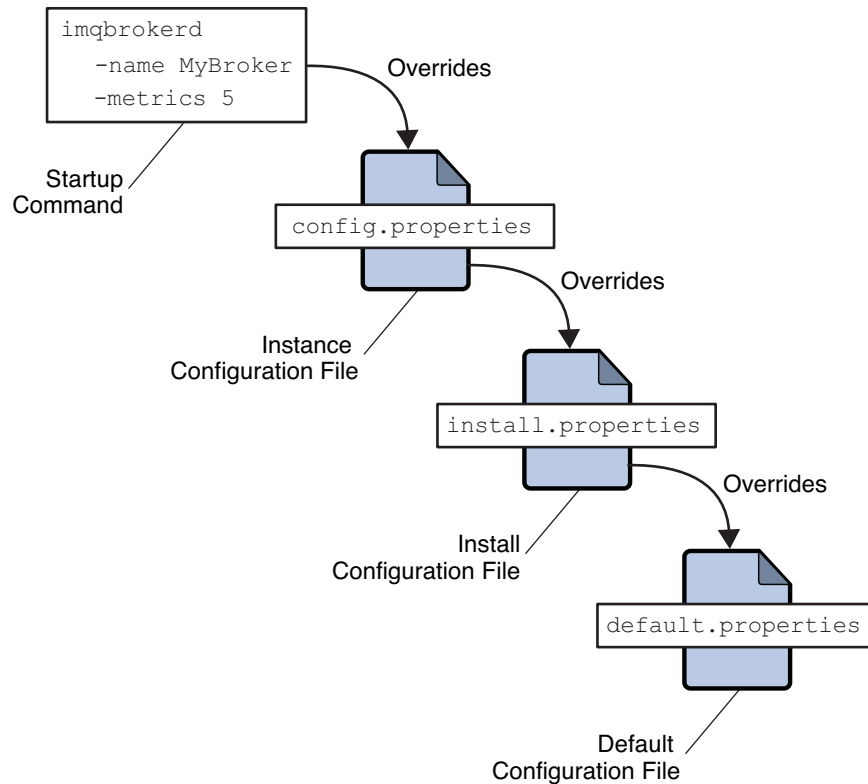 imqbrokerd
-name MyBroker
-metrics 5
Overrides
Startup
Command
config.properties
Overrides
Instance
Configuration File
install.properties
Overrides
Install
Configuration File
default.properties
Default
Configuration File